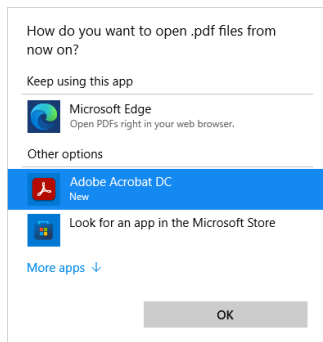 How do you want to open .pdf files from
now on?
Keep using this app
Microsoft Edge
Open PDFs right in your web browser.
Other options
Adobe Acrobat DC
New
Look for an app in the Microsoft Store
More apps ↓
OK